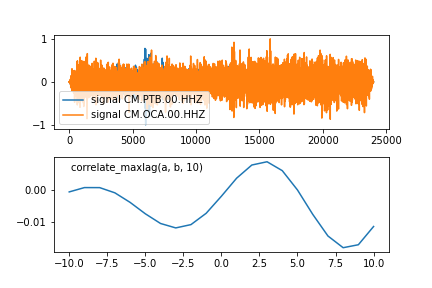 1
0
−1
signal CM.PTB.00.HHZ
signal CM.OCA.00.HHZ
0 5000 10000 15000 20000 25000
correlate_maxlag(a, b, 10)
0.00
−0.01
−10.0 −7.5 −5.0 −2.5 0.0 2.5 5.0 7.5 10.0